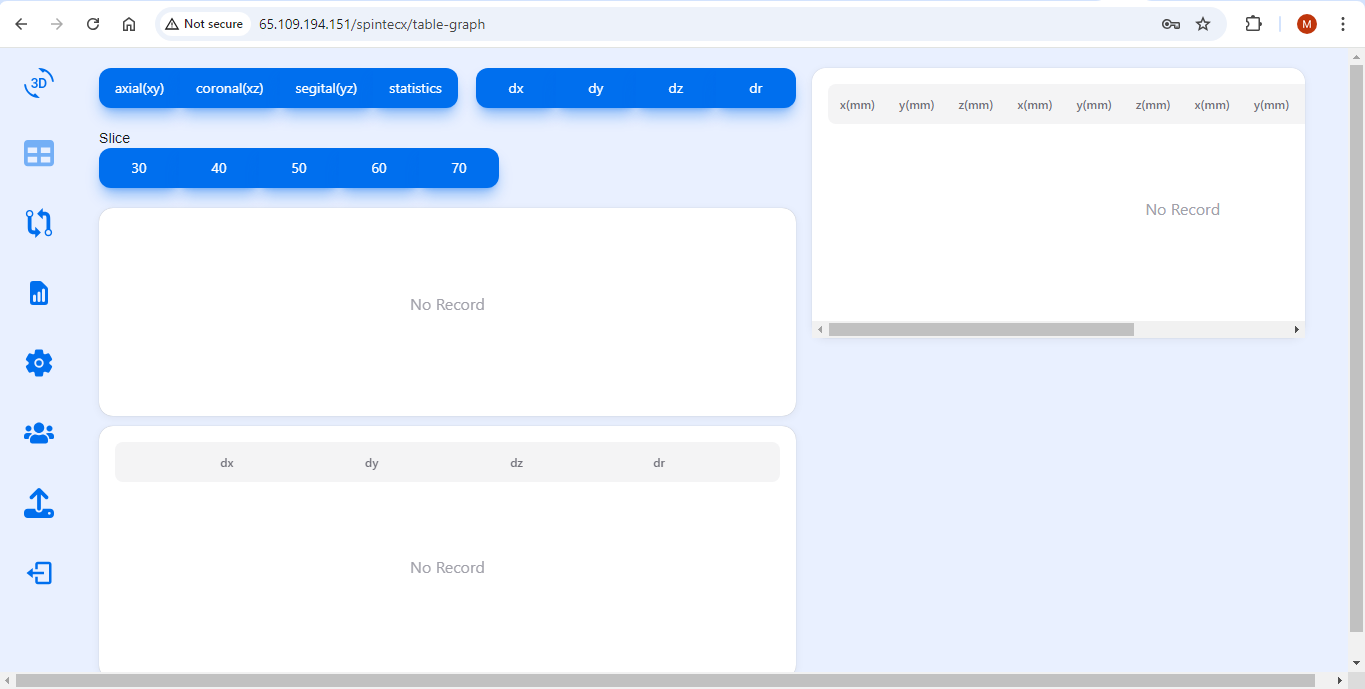 Not secure 65.109.194.151/spintecx/table-graph M
3D
axial(xy) coronal(xz) segital(yz) statistics
dx dy dz dr
Slice
30 40 50 60 70
No Record
dx dy dz dr
No Record
x(mm) y(mm) z(mm) x(mm) y(mm) z(mm) x(mm) y(mm)
No Record